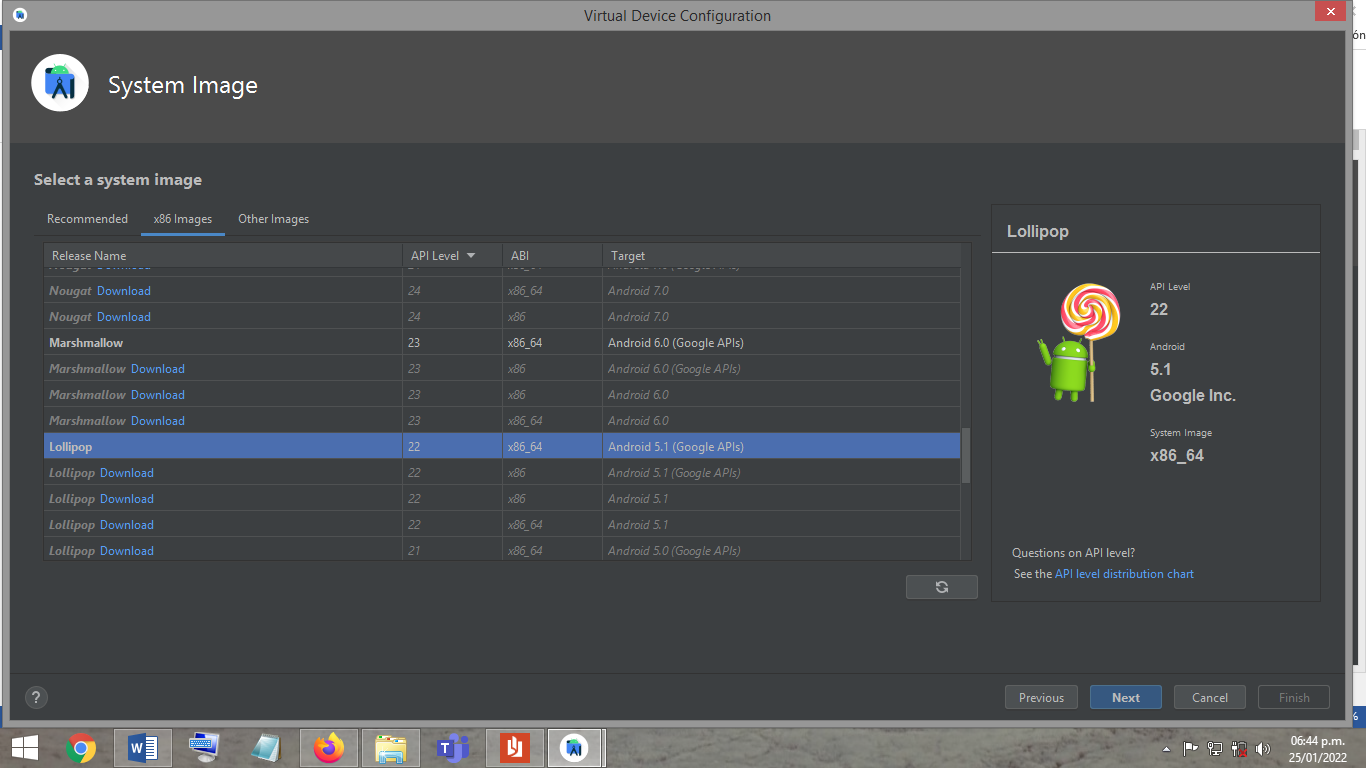 Virtual Device Configuration
ón
System Image
Select a system image
Recommended x86 Images Other Images
Release Name API Level ABI Target
Nougat Download
Nougat Download 24 x86_64 Android 7.0
Nougat Download 24 x86 Android 7.0
Marshmallow 23 x86_64 Android 6.0 (Google APIs)
Marshmallow Download 23 x86 Android 6.0 (Google APIs)
Marshmallow Download 23 x86 Android 6.0
Marshmallow Download 23 x86_64 Android 6.0
Lollipop 22 x86_64 Android 5.1 (Google APIs)
Lollipop Download 22 x86 Android 5.1 (Google APIs)
Lollipop Download 22 x86 Android 5.1
Lollipop Download 22 x86_64 Android 5.1
Lollipop Download 21 x86_64 Android 5.0 (Google APIs)
Lollipop
API Level
22
Android
5.1
Google Inc.
System Image
x86_64
Questions on API level?
See the API level distribution chart
?
Previous Next Cancel Finish
%
06:44 p.m.
25/01/2022